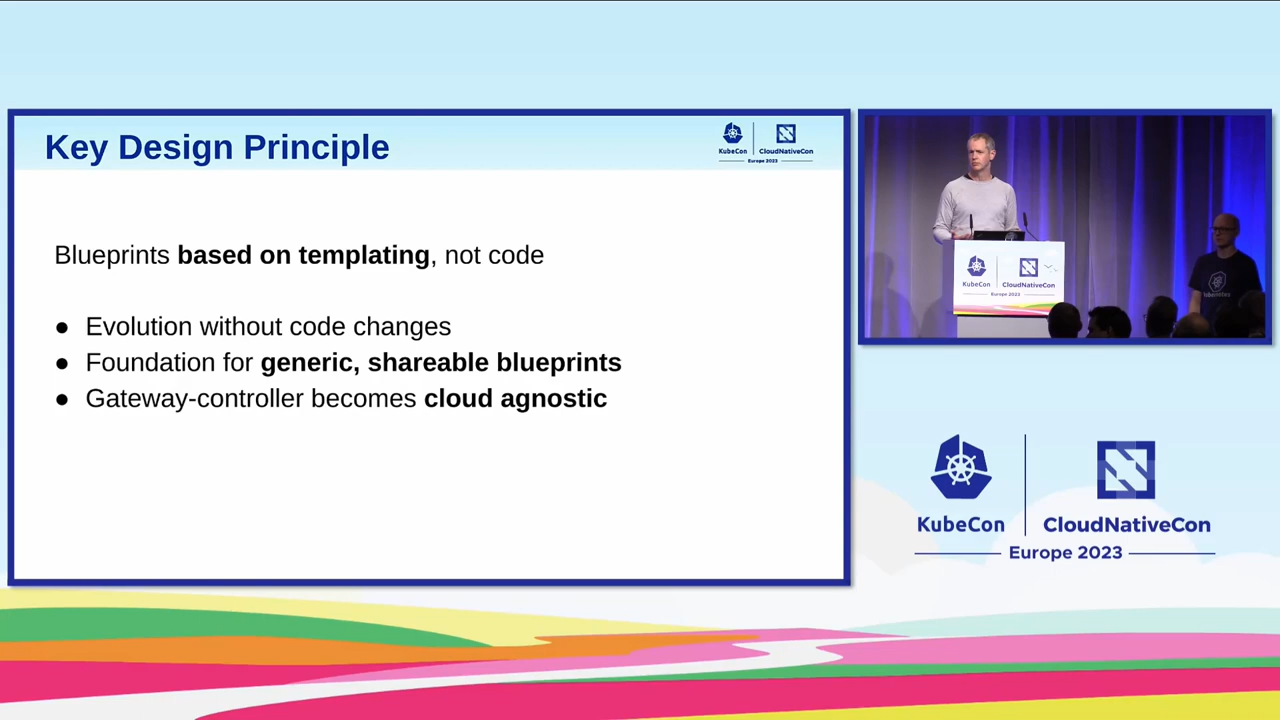 Key Design Principle
KubeCon
CloudNativeCon
Europe 2023
Blueprints based on templating, not code
● Evolution without code changes
● Foundation for generic, shareable blueprints
● Gateway-controller becomes cloud agnostic
KubeCon
CloudNativeCon
Europe 2023
KubeCon
CloudNativeCon
Europe 2023